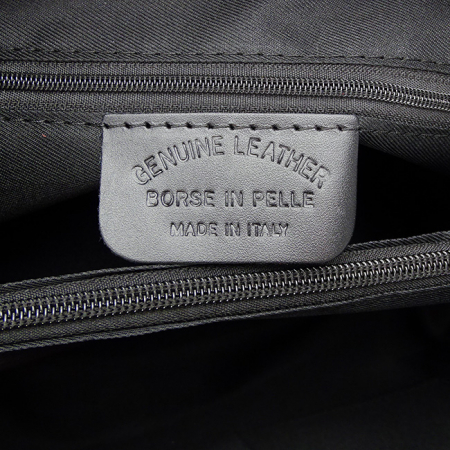 GENUINE LEATHER
BORSE IN PELLE
MADE IN ITALY